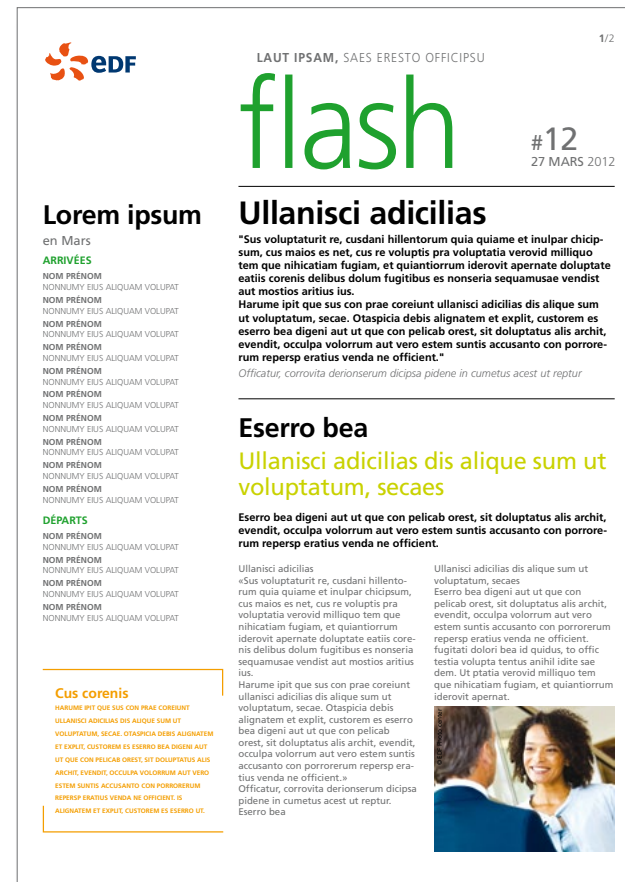 1/2
eDF
LAUT IPSAM, SAES ERESTO OFFICIPSU
flash
#12
27 MARS 2012
Lorem ipsum
en Mars
ARRIVÉES
NOM PRÉNOM
NONNUMY EIUS ALIQUAM VOLUPAT
NOM PRÉNOM
NONNUMY EIUS ALIQUAM VOLUPAT
NOM PRÉNOM
NONNUMY EIUS ALIQUAM VOLUPAT
NOM PRÉNOM
NONNUMY EIUS ALIQUAM VOLUPAT
NOM PRÉNOM
NONNUMY EIUS ALIQUAM VOLUPAT
NOM PRÉNOM
NONNUMY EIUS ALIQUAM VOLUPAT
NOM PRÉNOM
NONNUMY EIUS ALIQUAM VOLUPAT
NOM PRÉNOM
NONNUMY EIUS ALIQUAM VOLUPAT
NOM PRÉNOM
NONNUMY EIUS ALIQUAM VOLUPAT
NOM PRÉNOM
NONNUMY EIUS ALIQUAM VOLUPAT
DÉPARTS
NOM PRÉNOM
NONNUMY EIUS ALIQUAM VOLUPAT
NOM PRÉNOM
NONNUMY EIUS ALIQUAM VOLUPAT
NOM PRÉNOM
NONNUMY EIUS ALIQUAM VOLUPAT
NOM PRÉNOM
NONNUMY EIUS ALIQUAM VOLUPAT
Cus corenis
HARUME IPIT QUE SUS CON PRAE COREIUNT
ULLANISCI ADICILIAS DIS ALIQUE SUM UT
VOLUPTATUM, SECAE. OTASPICIA DEBIS ALIGNATEM
ET EXPLIT, CUSTOREM ES ESERRO BEA DIGENI AUT
UT QUE CON PELICAB OREST, SIT DOLUPTATUS ALIS
ARCHIT, EVENDIT, OCCULPA VOLORRUM AUT VERO
ESTEM SUNTIS ACCUSANTO CON PORRORERUM
REPERSP ERATIUS VENDA NE OFFICIENT. IS
ALIGNATEM ET EXPLIT, CUSTOREM ES ESERRO UT.
Ullanisci adicilias
"Sus voluptaturit re, cusdani hillentorum quia quiame et inulpar chicip-
sum, cus maios es net, cus re voluptis pra voluptatia verovid milliquo
tem que nihicatiam fugiam, et quiantiorrum iderovit apernate doluptate
eatiis corenis delibus dolum fugitibus es nonseria sequamusae vendist
aut mostios aritius ius.
Harume ipit que sus con prae coreiunt ullanisci adicilias dis alique sum
ut voluptatum, secae. Otaspicia debis alignatem et explit, custorem es
eserro bea digeni aut ut que con pelicab orest, sit doluptatus alis archit,
evendit, occulpa volorrum aut vero estem suntis accusanto con porrore-
rum repersp eratius venda ne officient."
Officatur, corrovita derionserum dicipsa pidene in cumetus acest ut reptur
Eserro bea
Ullanisci adicilias dis alique sum ut
voluptatum, secaes
Eserro bea digeni aut ut que con pelicab orest, sit doluptatus alis archit,
evendit, occulpa volorrum aut vero estem suntis accusanto con porrore-
rum repersp eratius venda ne officient.
Ullanisci adicilias
«Sus voluptaturit re, cusdani hillento-
rum quia quiame et inulpar chicipsum,
cus maios es net, cus re voluptis pra
voluptatia verovid milliquo tem que
nihicatiam fugiam, et quiantiorum
iderovit apernate doluptate eatiis core-
nis delibus dolum fugitibus es nonseria
sequamusae vendist aut mostios aritius
ius.
Harume ipit que sus con prae coreiunt
ullanisci adicilias dis alique sum ut
voluptatum, secae. Otaspicia debis
alignatem et explit, custorem es eserro
bea digeni aut ut que con pelicab
orest, sit doluptatus alis archit, evendit,
occulpa volorrum aut vero estem suntis
accusanto con porrorerum repersp era-
tius venda ne officient.»
Officatur, corrovita derionserum dicipsa
pidene in cumetus acest ut reptur.
Eserro bea
Ullanisci adicilias dis alique sum ut
voluptatum, secaes
Eserro bea digeni aut ut que con
pelicab orest, sit doluptatus alis archit,
evendit, occulpa volorrum aut vero
estem suntis accusanto con porrorerum
repersp eratius venda ne officient.
fugitati dolori bea id quidus, to offic
testia volupta tentus anihil idite sae
dem. Ut ptatia verovid milliquo tem
que nihicatiam fugiam, et quiantiorum
iderovit apernat.